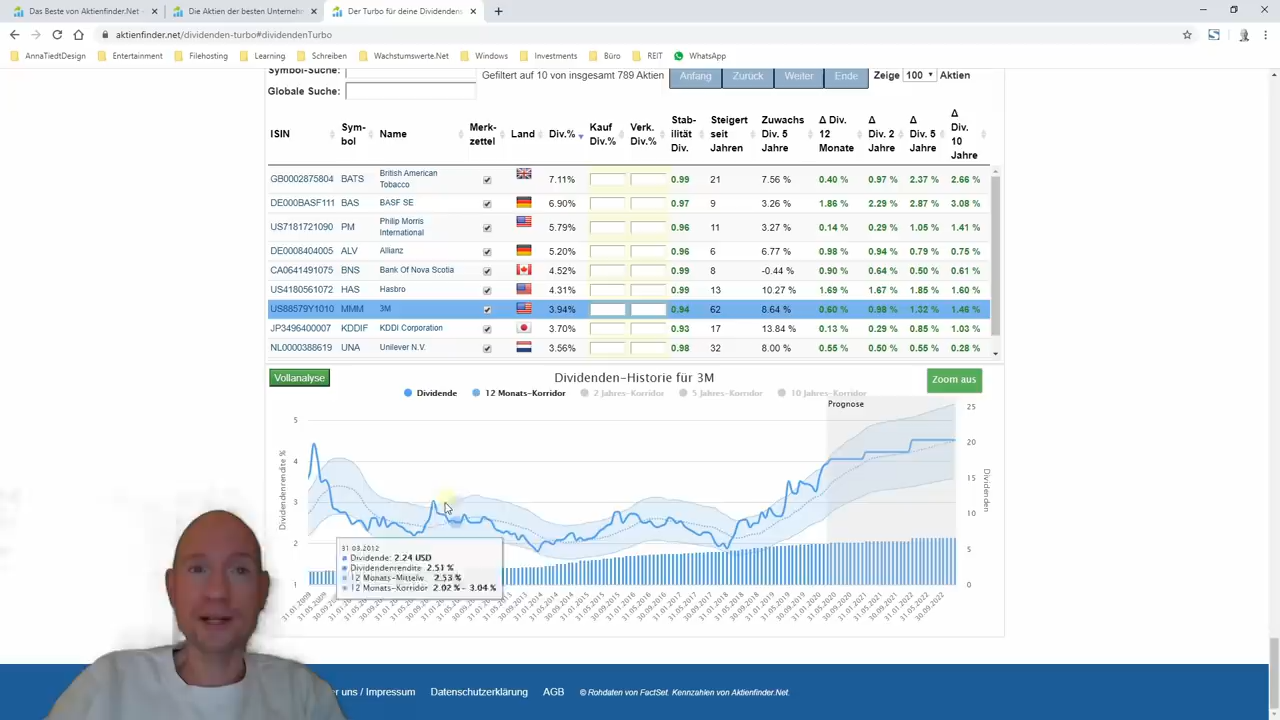 Das Beste von Aktienfinder.Net -
Die Aktien der besten Unternehm
Der Turbo für deine Dividenden
aktienfinder.net/dividenden-turbo#dividendenTurbo
AnnaTiedtDesign Entertainment Filehosting Learning Schreiben Wachstumswerte.Net Windows Investments Büro REIT WhatsApp
Symbol-Suche:
Gefiltert auf 10 von insgesamt 789 Aktien Anfang Zurück Weiter Ende Zeige 100 Aktien
Globale Suche:
ISIN Sym-bol Name Merk-zettel Land Div.% Kauf Div.% Verk. Div.% Stab-ilität Div. Steigert seit Jahren Zuwachs Div. 5 Jahre Δ Div. 12 Monate Δ Div. 2 Jahre Δ Div. 5 Jahre Δ Div. 10 Jahre
GB0002875804 BATS British American Tobacco 7.11% 0.99 21 7.56 % 0.40 % 0.97 % 2.37 % 2.66 %
DE000BASF111 BAS BASF SE 6.90% 0.97 9 3.26 % 1.86 % 2.29 % 2.87 % 3.08 %
US7181721090 PM Philip Morris International 5.79% 0.96 11 3.27 % 0.14 % 0.29 % 1.05 % 1.41 %
DE0008404005 ALV Allianz 5.20% 0.96 6 6.77 % 0.98 % 0.94 % 0.79 % 0.75 %
CA0641491075 BNS Bank Of Nova Scotia 4.52% 0.99 8 -0.44 % 0.90 % 0.64 % 0.50 % 0.61 %
US4180561072 HAS Hasbro 4.31% 0.99 13 10.27 % 1.69 % 1.67 % 1.85 % 1.60 %
US88579Y1010 MMM 3M 3.94% 0.94 62 8.64 % 0.60 % 0.98 % 1.32 % 1.46 %
JP3496400007 KDDIF KDDI Corporation 3.70% 0.93 17 13.84 % 0.13 % 0.29 % 0.85 % 1.03 %
NL0000388619 UNA Unilever N.V. 3.56% 0.98 32 8.00 % 0.55 % 0.50 % 0.55 % 0.28 %
Vollanalyse
Dividenden-Historie für 3M
Zoom aus
Dividende 12 Monats-Korridor 2 Jahres-Korridor 5 Jahres-Korridor 10 Jahres-Korridor
Prognose
5
4
3
2
1
Dividendenrendite %
25
20
15
10
5
0
Dividenden
31.03.2012
Dividende: 2.24 USD
Dividendenrendite 2.51 %
12 Monats-Mittelw. 2.53 %
12 Monats-Korridor 2.02 % - 3.04 %
uns / Impressum Datenschutzerklärung AGB © Rohdaten von FactSet. Kennzahlen von Aktienfinder.Net.